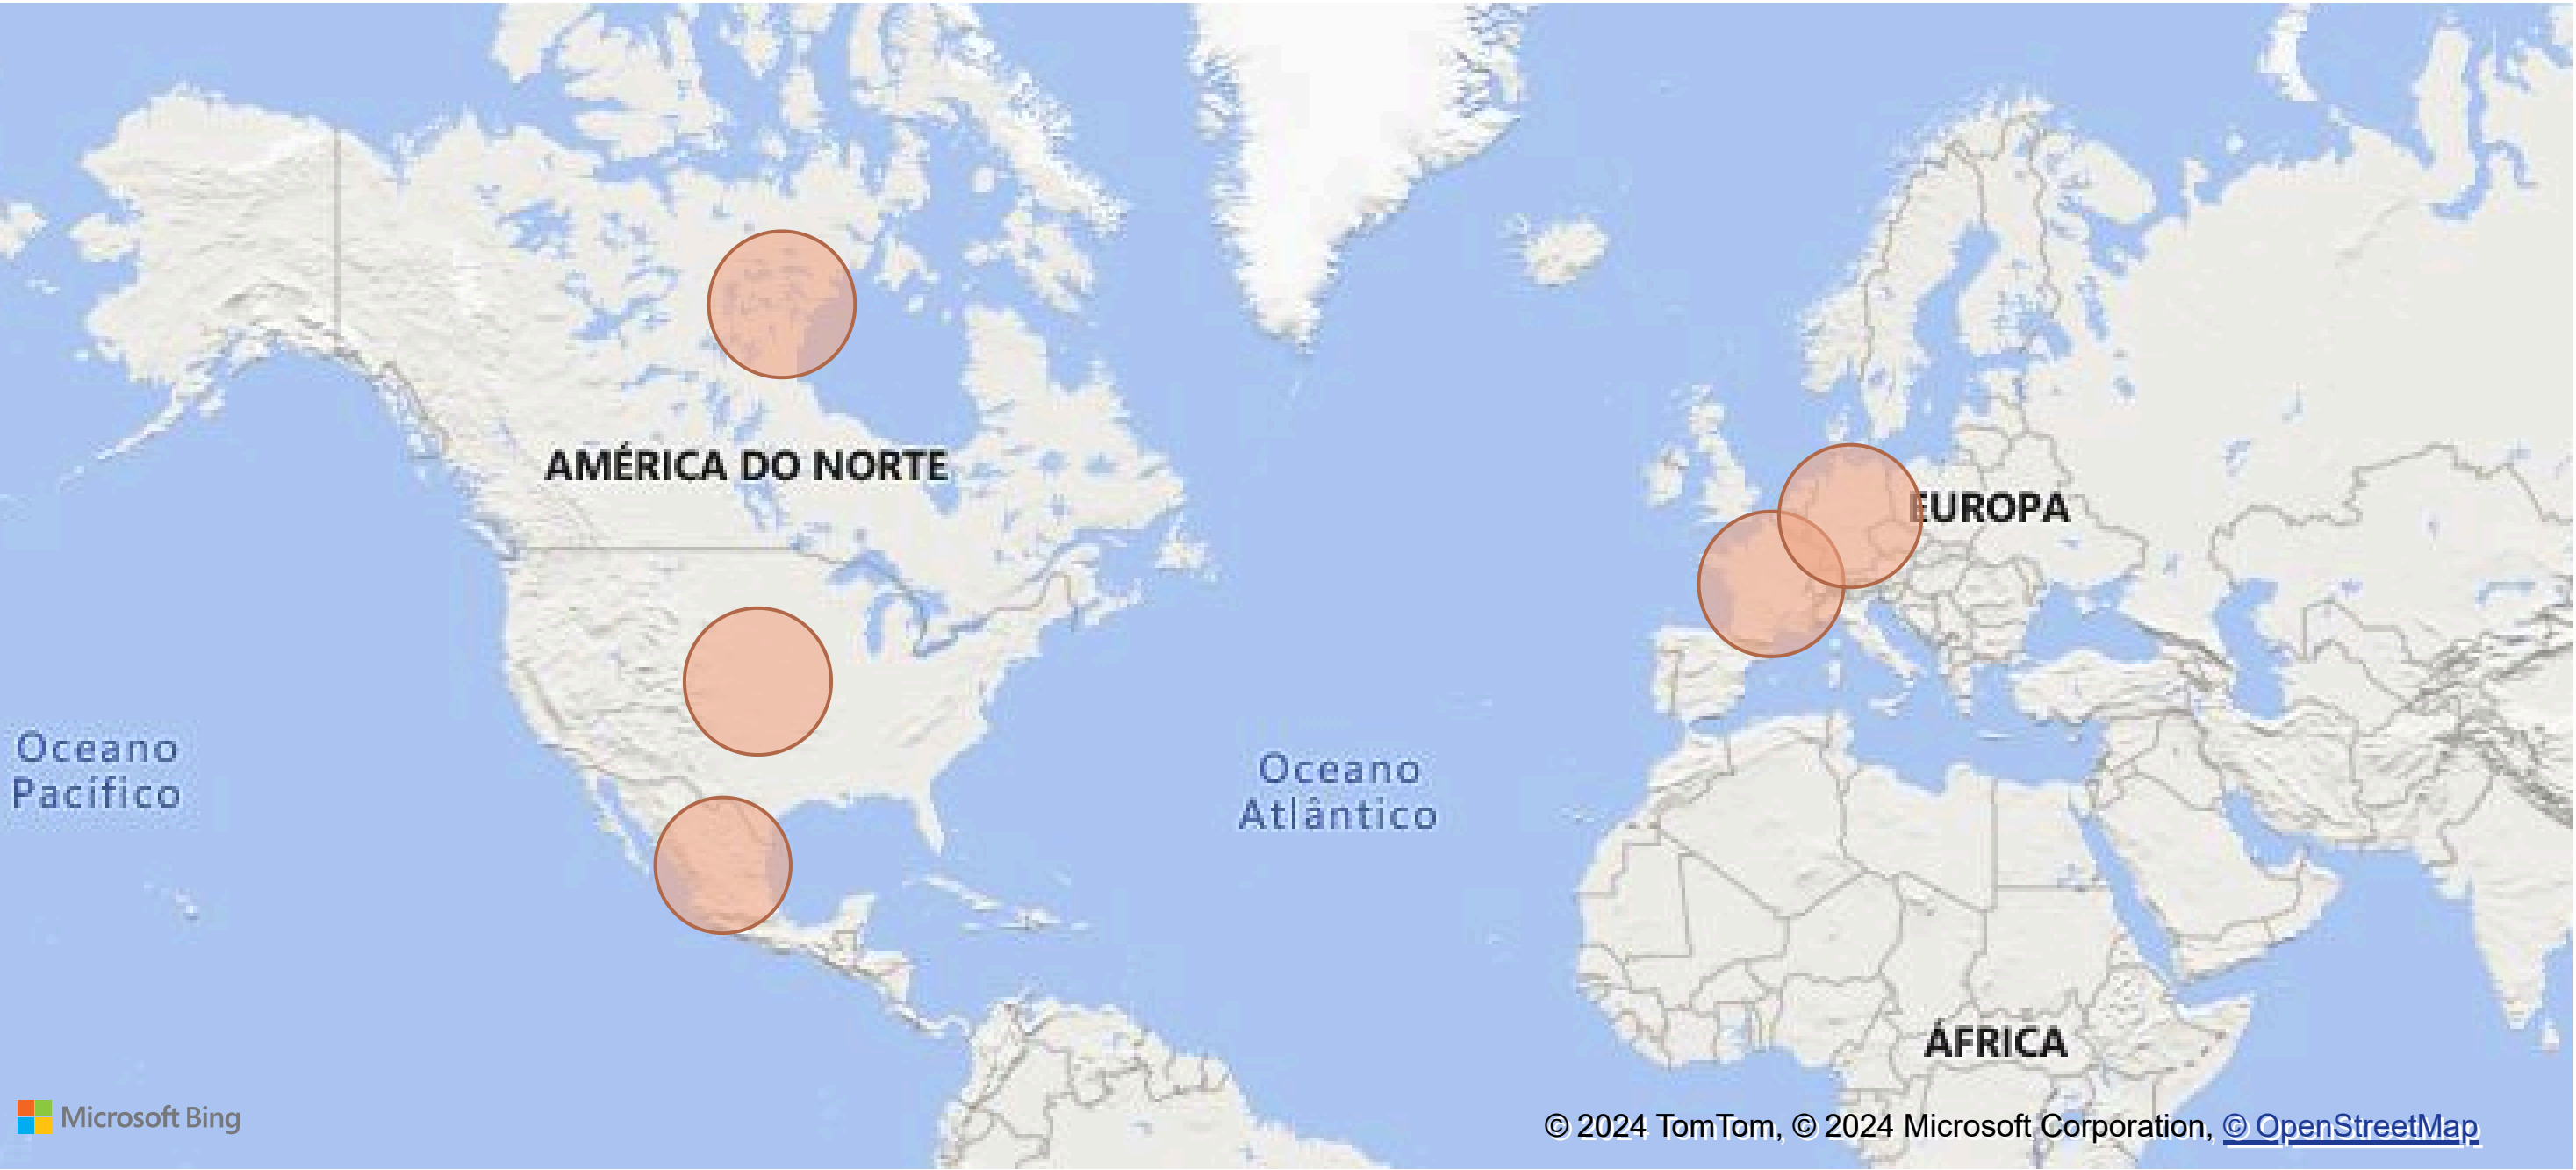 AMÉRICA DO NORTE
EUROPA
Oceano
Pacífico
Oceano
Atlântico
ÁFRICA
Microsoft Bing
© 2024 TomTom, © 2024 Microsoft Corporation, © OpenStreetMap